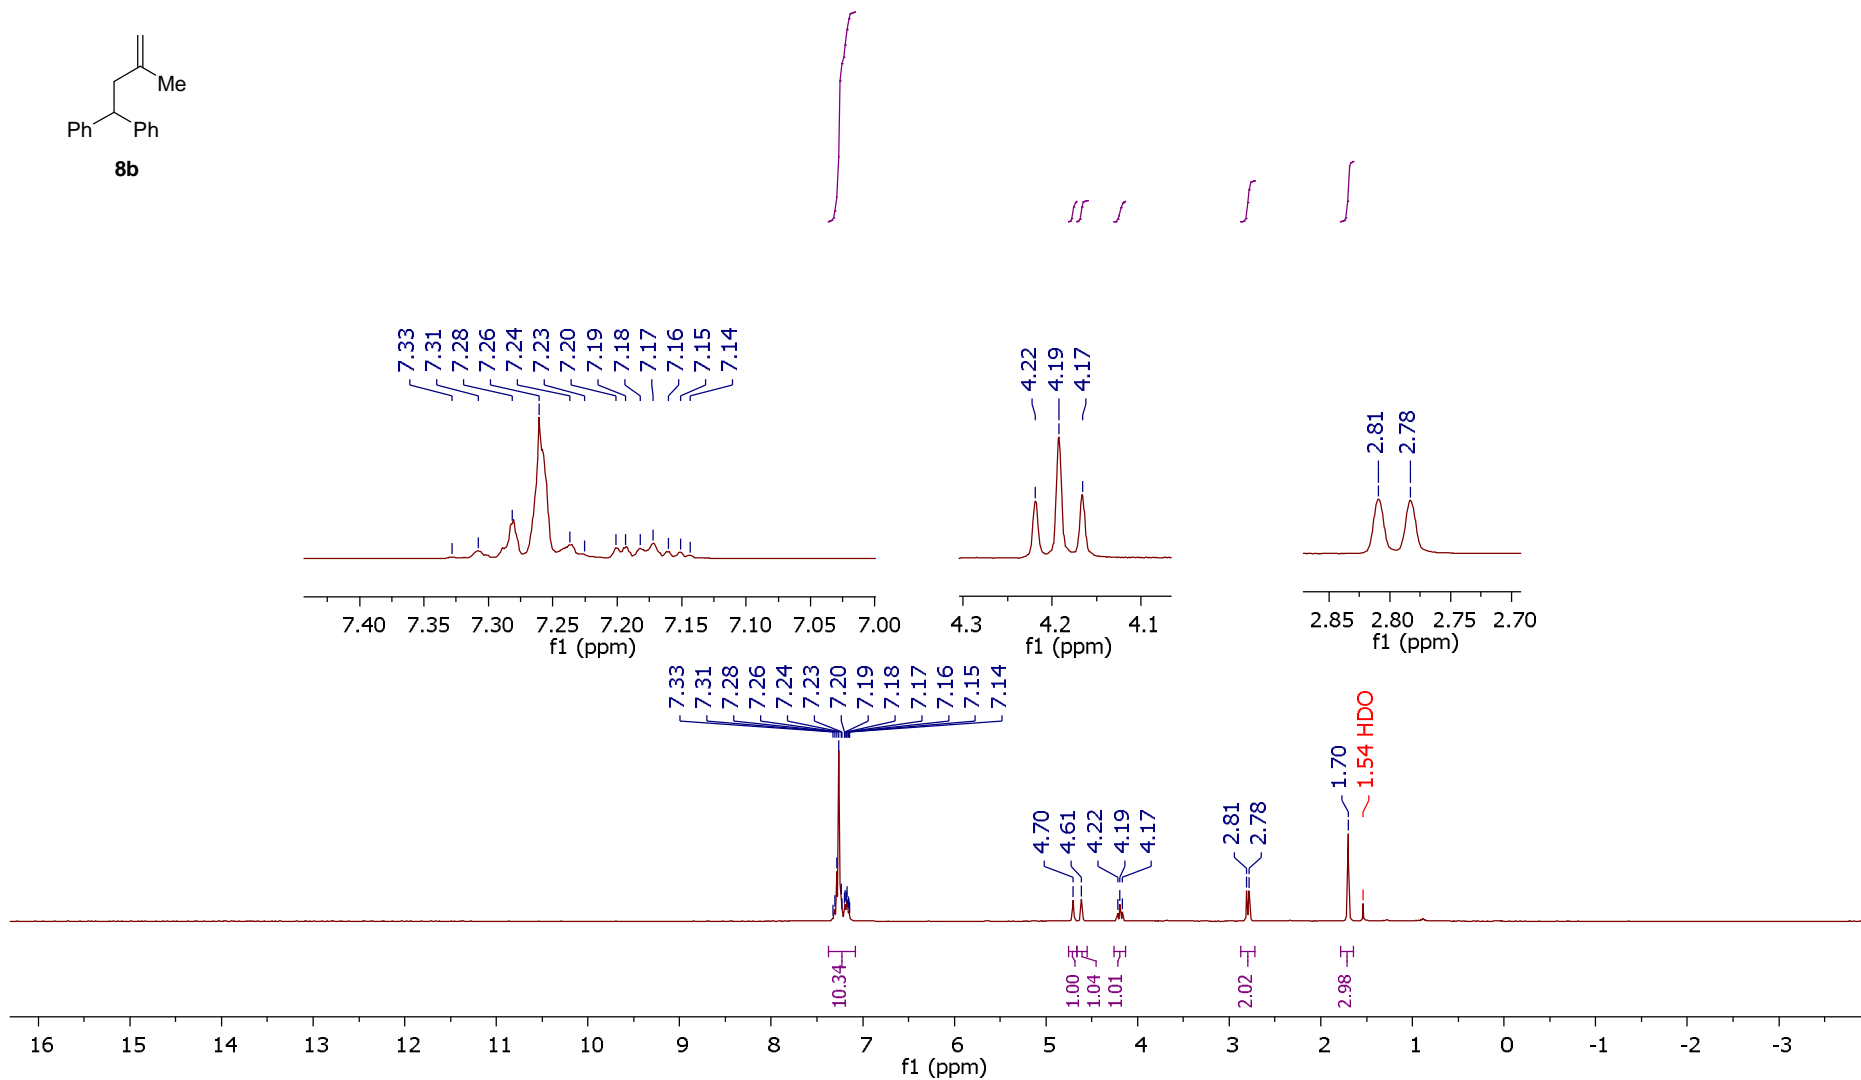 Me
Ph Ph
8b
7.33 7.31 7.28 7.26 7.24 7.23 7.20 7.19 7.18 7.17 7.16 7.15 7.14
4.22 4.19 4.17
2.81 2.78
7.40 7.35 7.30 7.25 7.20 7.15 7.10 7.05 7.00
f1 (ppm)
4.3 4.2 4.1
f1 (ppm)
2.85 2.80 2.75 2.70
f1 (ppm)
7.33 7.31 7.28 7.26 7.24 7.23 7.20 7.19 7.18 7.17 7.16 7.15 7.14
4.70 4.61 4.22 4.19 4.17
2.81 2.78
1.70 1.54 HDO
10.34 1.00 1.04 1.01 2.02 2.98
16 15 14 13 12 11 10 9 8 7 6 5 4 3 2 1 0 -1 -2 -3
f1 (ppm)